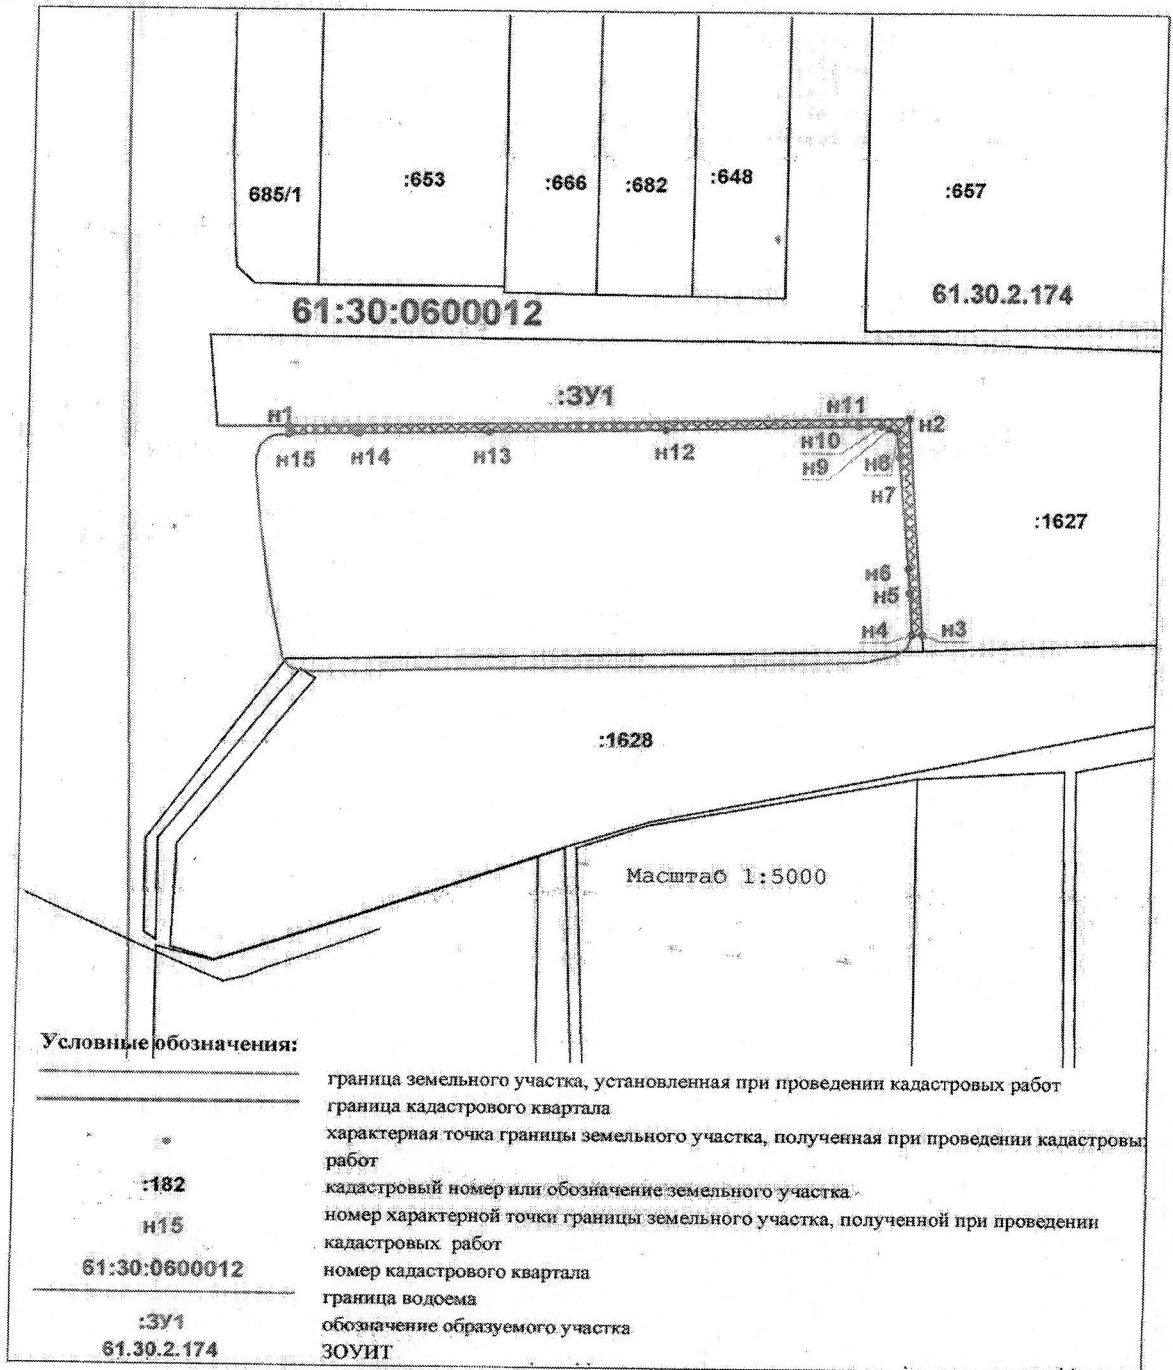 685/1
:653
:666
:682
:648
:657
61:30:0600012
61.30.2.174
:ЗУ1
н1
н11
н2
н15
н14
н13
н12
н10
н9
н8
н7
:1627
н6
н5
н4
н3
:1628
Масштаб 1:5000
Условные обозначения:
граница земельного участка, установленная при проведении кадастровых работ
граница кадастрового квартала
характерная точка границы земельного участка, полученная при проведении кадастровы
работ
:182
кадастровый номер или обозначение земельного участка
н15
номер характерной точки границы земельного участка, полученной при проведении
кадастровых работ
61:30:0600012
номер кадастрового квартала
граница водоема
:ЗУ1
обозначение образуемого участка
61.30.2.174
ЗОУИТ